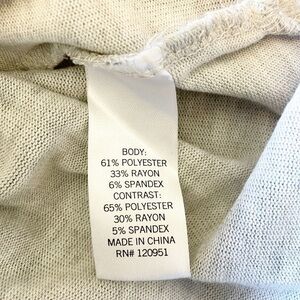 BODY:
61% POLYESTER
33% RAYON
6% SPANDEX
CONTRAST:
65% POLYESTER
30% RAYON
5% SPANDEX
MADE IN CHINA
RN# 120951